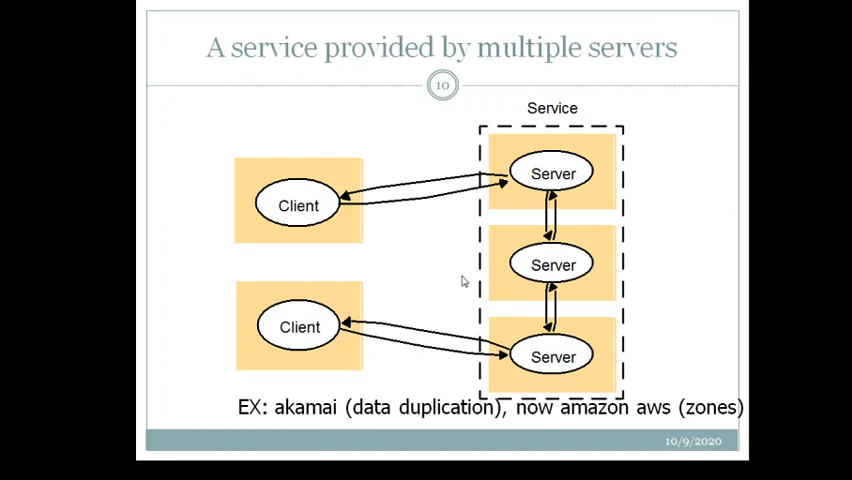 A service provided by multiple servers
10
Service
Server
Client
Server
Client
Server
EX: akamai (data duplication), now amazon aws (zones)
10/9/2020